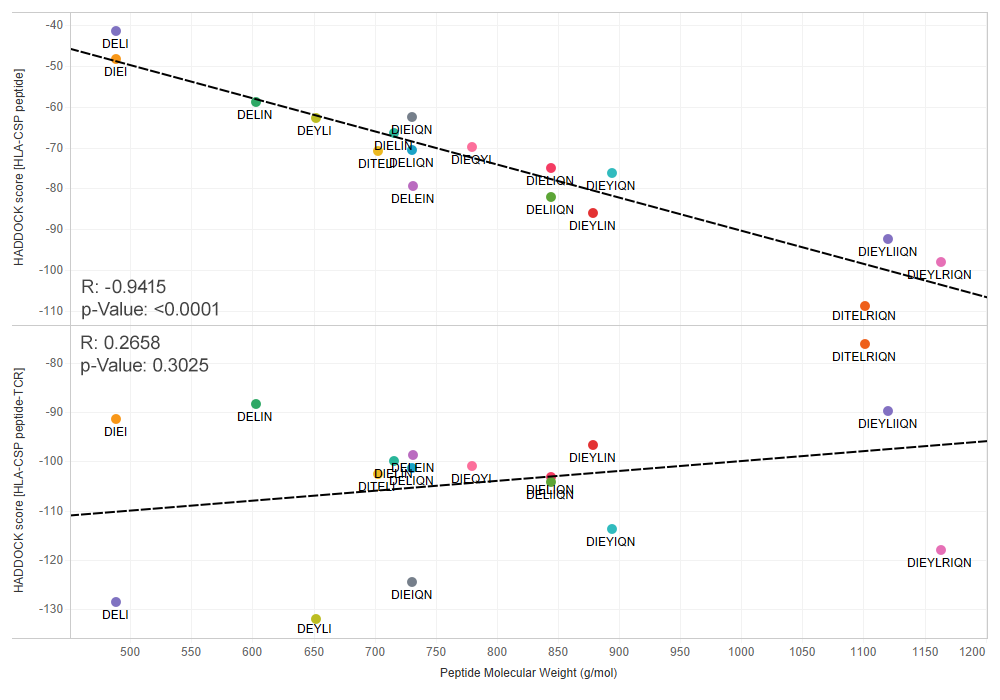 HADDOCK score [HLA-CSP peptide]
-40
-50
-60
-70
-80
-90
-100
-110
DELI
DIEI
DELIN
DEYLI
DIEIQN
DIELIN
DITELI
DELIQN
DIEQYI
DELEIN
DIELIQN
DIEYIQN
DELIIQN
DIEYLIN
DIEYLIIQN
DIEYLRIQN
DITELRIQN
R: -0.9415
p-Value: <0.0001
HADDOCK score [HLA-CSP peptide-TCR]
-80
-90
-100
-110
-120
-130
R: 0.2658
p-Value: 0.3025
DITELRIQN
DIEYLIIQN
DELIN
DIEI
DIEYLIN
DELEIN
DIELIN
DELIQN
DIEQYI
DITELI
DIELIQN
DELIIQN
DIEYIQN
DIEYLRIQN
DIEIQN
DELI
DEYLI
500 550 600 650 700 750 800 850 900 950 1000 1050 1100 1150 1200
Peptide Molecular Weight (g/mol)